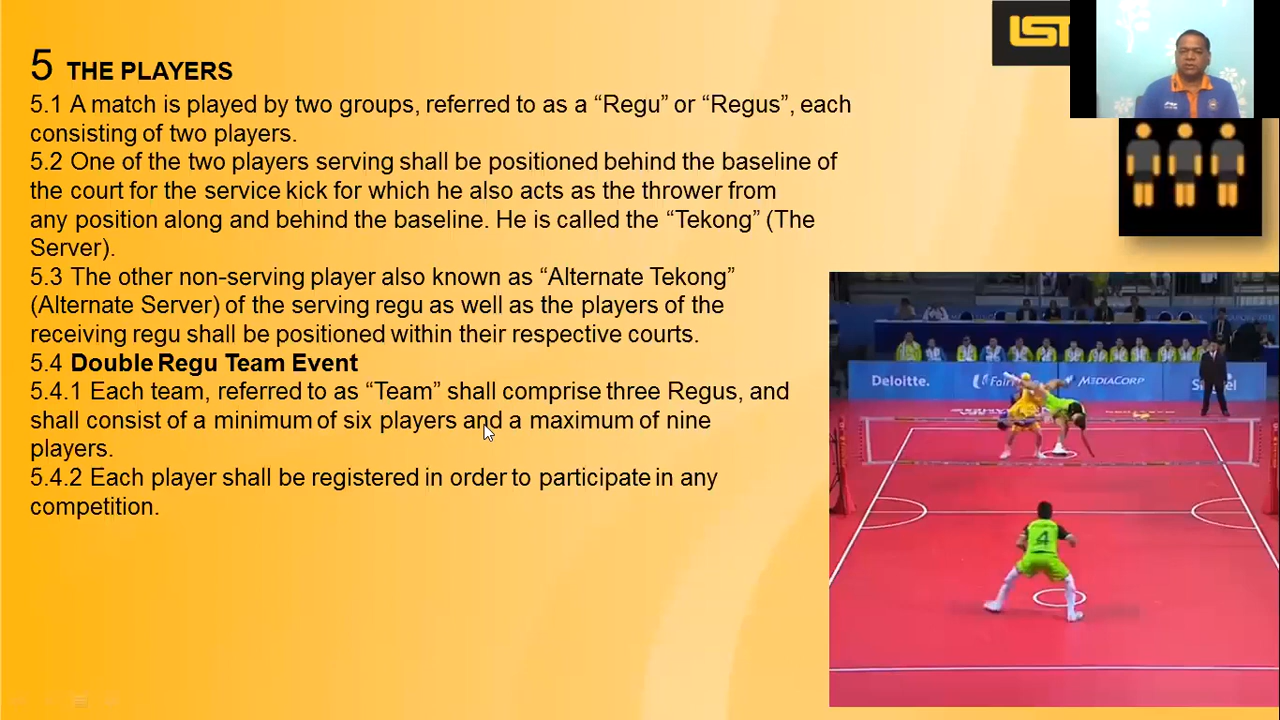 5 THE PLAYERS
5.1 A match is played by two groups, referred to as a “Regu” or “Regus”, each
consisting of two players.
5.2 One of the two players serving shall be positioned behind the baseline of
the court for the service kick for which he also acts as the thrower from
any position along and behind the baseline. He is called the “Tekong” (The
Server).
5.3 The other non-serving player also known as “Alternate Tekong”
(Alternate Server) of the serving regu as well as the players of the
receiving regu shall be positioned within their respective courts.
5.4 Double Regu Team Event
5.4.1 Each team, referred to as “Team” shall comprise three Regus, and
shall consist of a minimum of six players and a maximum of nine
players.
5.4.2 Each player shall be registered in order to participate in any
competition.
Deloitte.
MEDIACORP
4